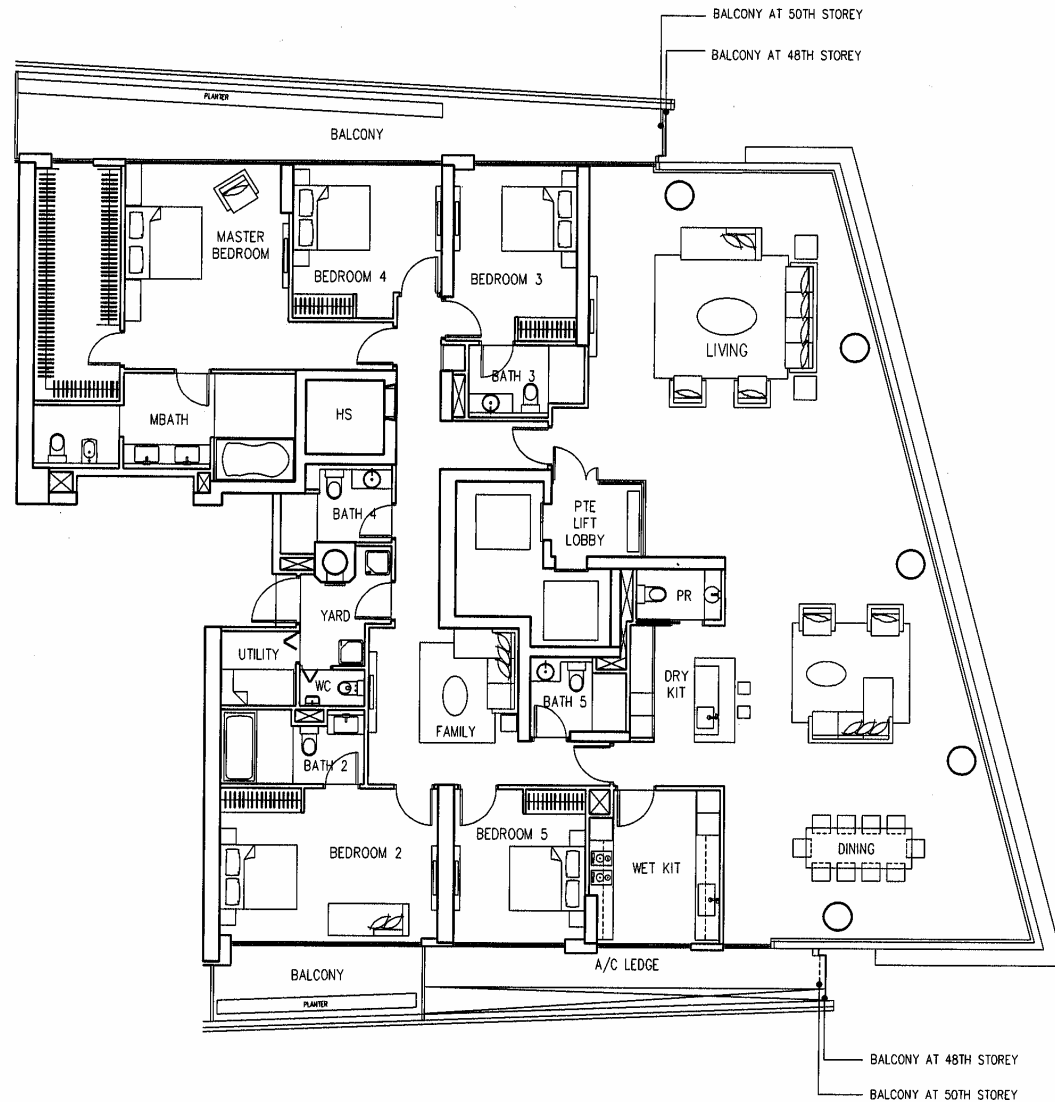 BALCONY AT 50TH STOREY
BALCONY AT 48TH STOREY
PLANTER
BALCONY
MASTER
BEDROOM
BEDROOM 4
BEDROOM 3
LIVING
BATH 3
HS
MBATH
PTE
LIFT
LOBBY
BATH 4
PR
YARD
UTILITY
WC
DRY
KIT
BATH 5
FAMILY
BATH 2
BEDROOM 5
BEDROOM 2
DINING
WET KIT
A/C LEDGE
BALCONY
PLANTER
BALCONY AT 48TH STOREY
BALCONY AT 50TH STOREY